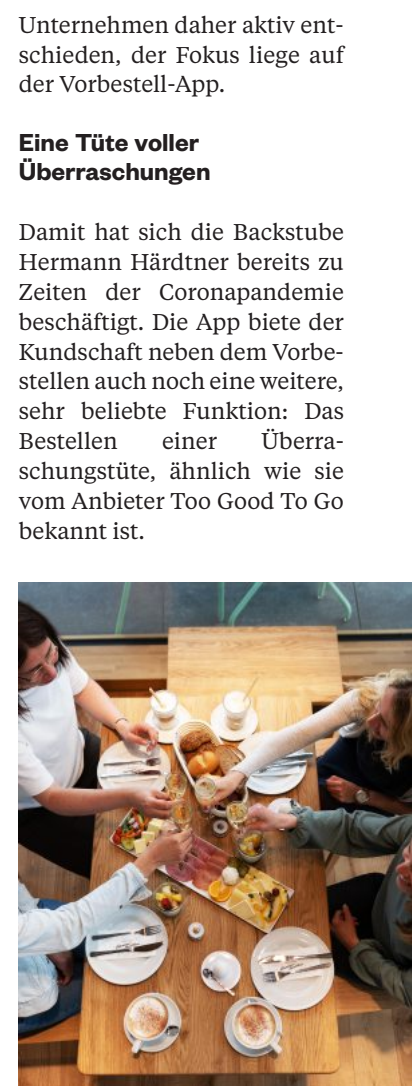 Unternehmen daher aktiv ent-
schieden, der Fokus liege auf
der Vorbestell-App.
Eine Tüte voller
Überraschungen
Damit hat sich die Backstube
Hermann Härdtner bereits zu
Zeiten der Coronapandemie
beschäftigt. Die App biete der
Kundschaft neben dem Vorbe-
stellen auch noch eine weitere,
sehr beliebte Funktion: Das
Bestellen einer Überra-
schungstüte, ähnlich wie sie
vom Anbieter Too Good To Go
bekannt ist.